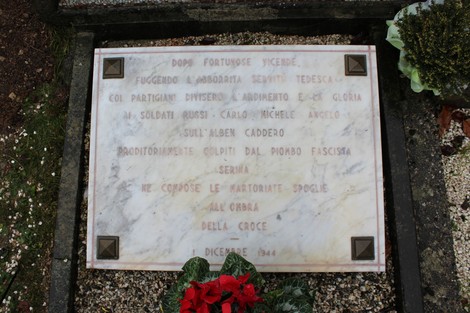 DOPO FORTUNOSE VICENDE
FUGGENDO L'ABBORRITA SERVITÙ TEDESCA
COI PARTIGIANI DIVISERO L'ARDIMENTO E LA GLORIA
I SOLDATI RUSSI CARLO MICHELE ANGELO
SULL'ALBEN CADDERO
PRODITORIAMENTE COLPITI DAL PIOMBO FASCISTA
SERINA
NE COMPOSE LE MARTORIATE SPOGLIE
ALL'OMBRA
DELLA CROCE
1 DICEMBRE 1944